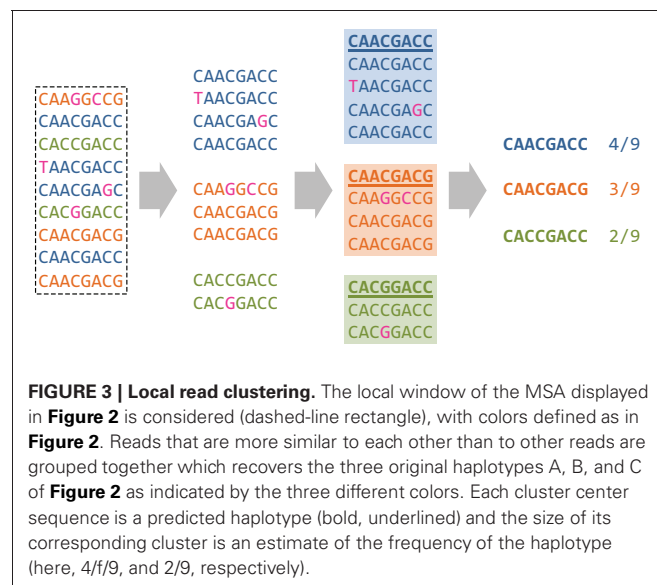 CAAGGCCG
CAACGACC
CACCGACC
TAACGACC
CAACGAGC
CACGGACC
CAACGACG
CAACGACC
CAACGACG
CAACGACC
TAACGACC
CAACGAGC
CAACGACC
CAAGGCCG
CAACGACG
CAACGACG
CACCGACC
CACGGACC
CAACGACC
CAACGACC
TAACGACC
CAACGAGC
CAACGACC
CAACGACG
CAAGGCCG
CAACGACG
CAACGACG
CACGGACC
CACCGACC
CACGGACC
CAACGACC 4/9
CAACGACG 3/9
CACCGACC 2/9
FIGURE 3 | Local read clustering. The local window of the MSA displayed
in Figure 2 is considered (dashed-line rectangle), with colors defined as in
Figure 2. Reads that are more similar to each other than to other reads are
grouped together which recovers the three original haplotypes A, B, and C
of Figure 2 as indicated by the three different colors. Each cluster center
sequence is a predicted haplotype (bold, underlined) and the size of its
corresponding cluster is an estimate of the frequency of the haplotype
(here, 4/f/9, and 2/9, respectively).